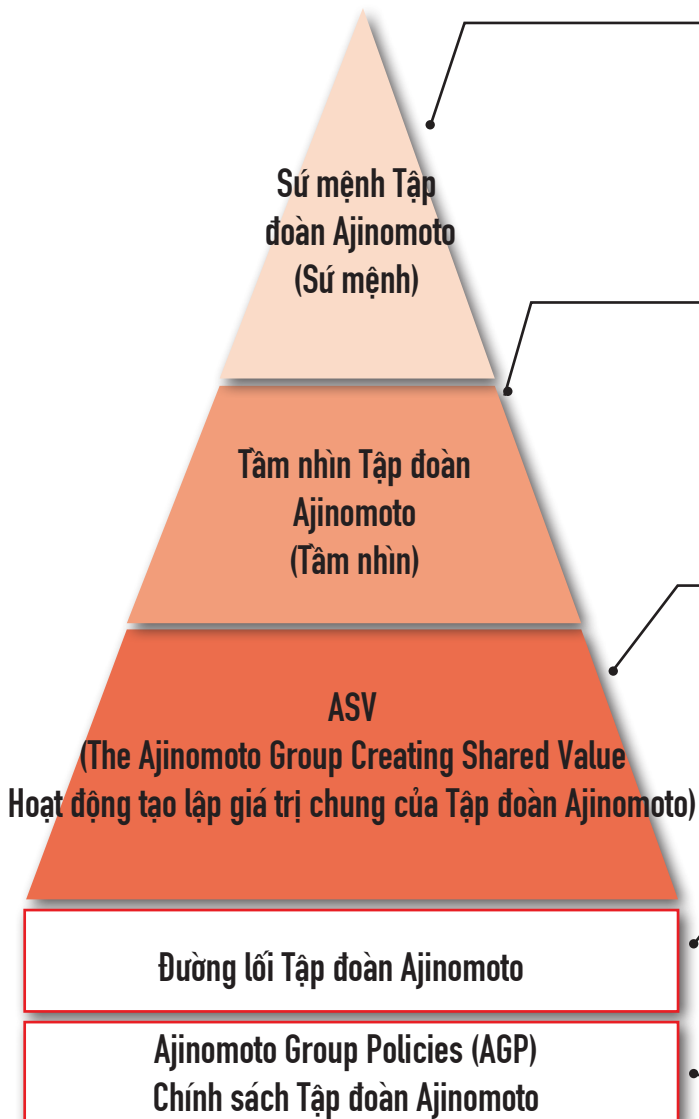 Sứ mệnh Tập
đoàn Ajinomoto
(Sứ mệnh)
Tầm nhìn Tập đoàn
Ajinomoto
(Tầm nhìn)
ASV
(The Ajinomoto Group Creating Shared Value
Hoạt động tạo lập giá trị chung của Tập đoàn Ajinomoto)
Đường lối Tập đoàn Ajinomoto
Ajinomoto Group Policies (AGP)
Chính sách Tập đoàn Ajinomoto